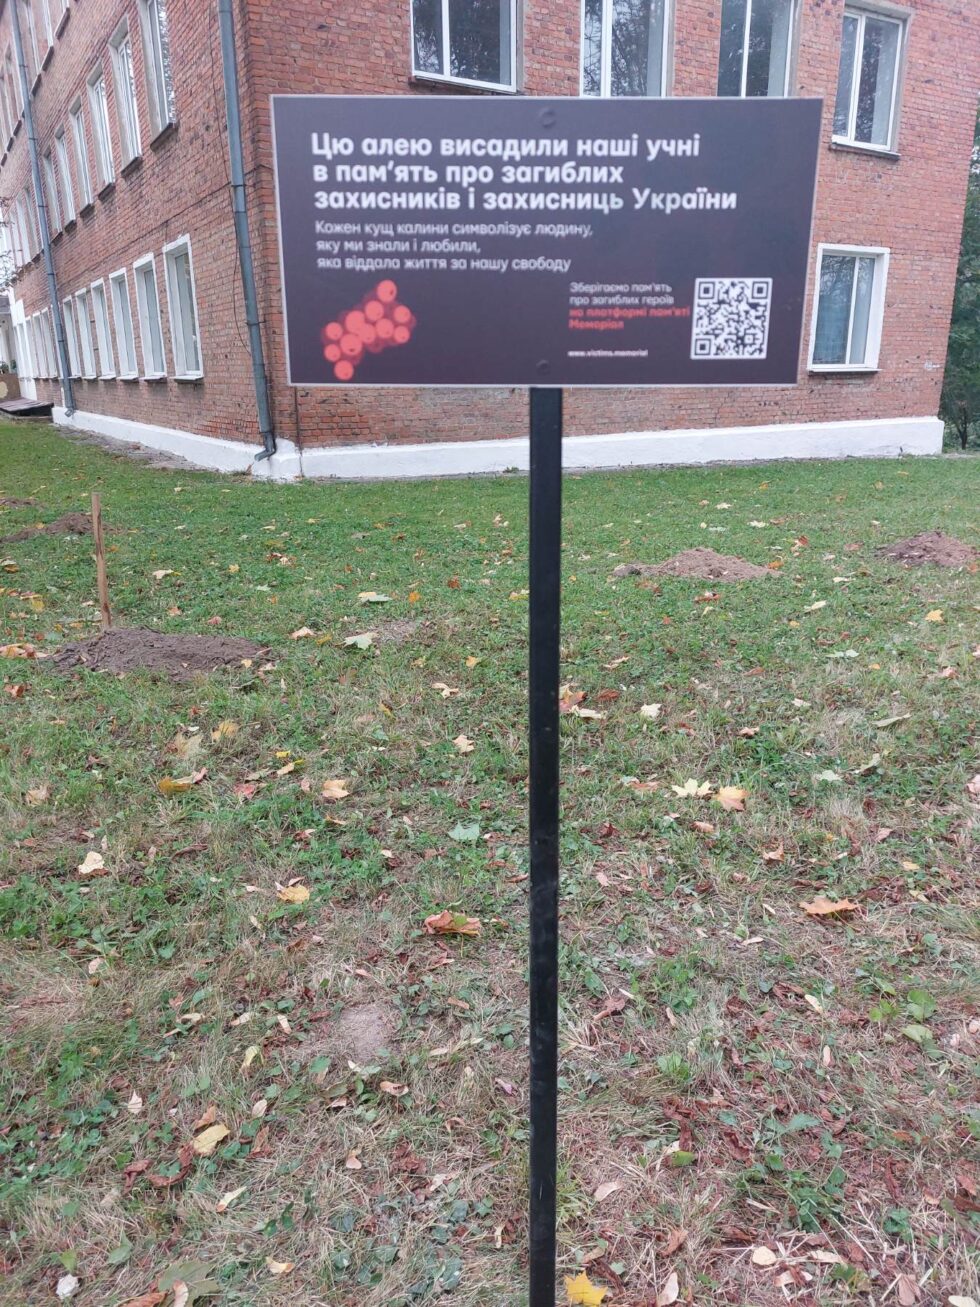 Цю алею висадили наші учні
в пам'ять про загиблих
захисників і захисниць України
Кожен кущ калини символізує людину,
яку ми знали і любили,
яка віддала життя за нашу свободу
Зберігаємо пам'ять
про загиблих героїв
на платформі пам'яті
Меморіал
www.victims.memorial